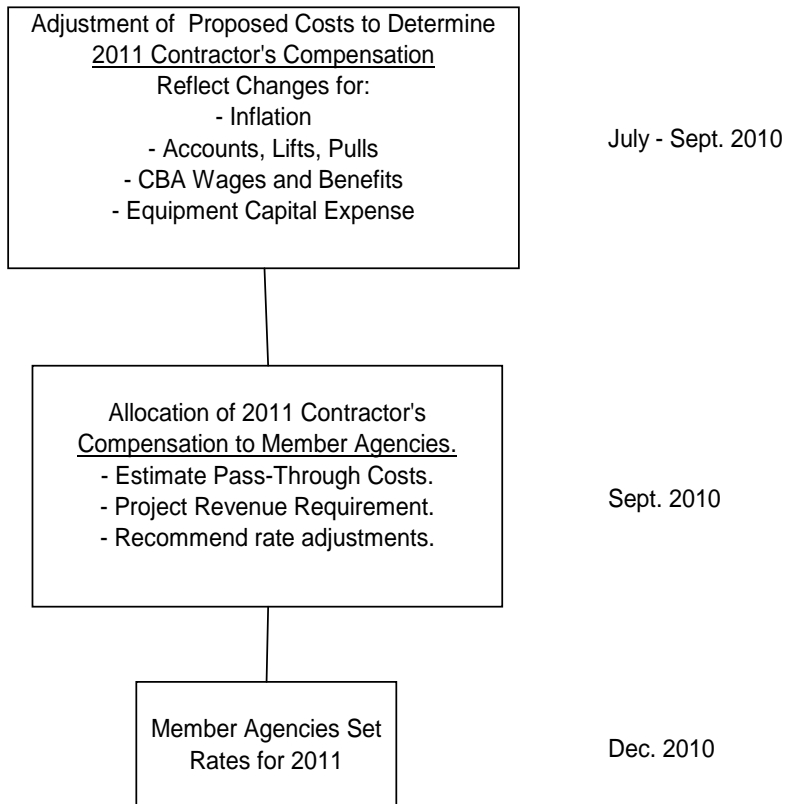 Adjustment of Proposed Costs to Determine
2011 Contractor's Compensation
Reflect Changes for:
- Inflation
- Accounts, Lifts, Pulls
- CBA Wages and Benefits
- Equipment Capital Expense
July - Sept. 2010
Allocation of 2011 Contractor's
Compensation to Member Agencies.
- Estimate Pass-Through Costs.
- Project Revenue Requirement.
- Recommend rate adjustments.
Sept. 2010
Member Agencies Set
Rates for 2011
Dec. 2010